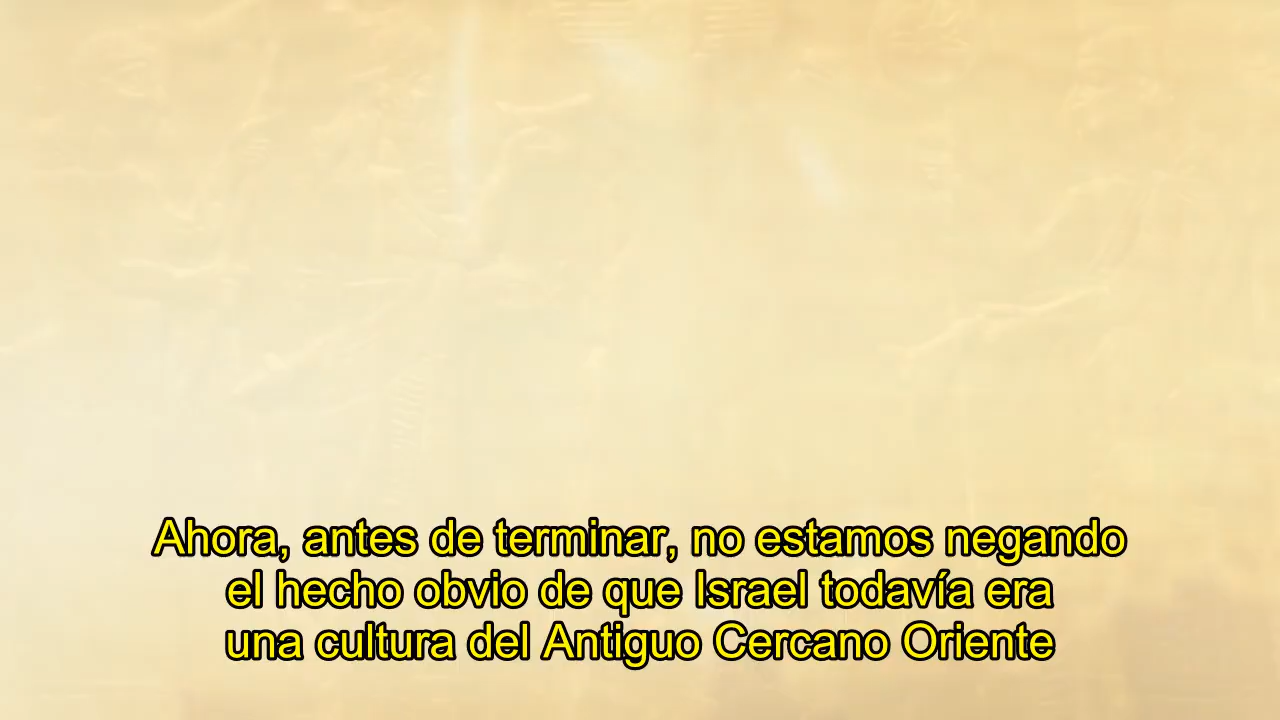 Ahora, antes de terminar, no estamos negando
el hecho obvio de que Israel todavía era
una cultura del Antiguo Cercano Oriente